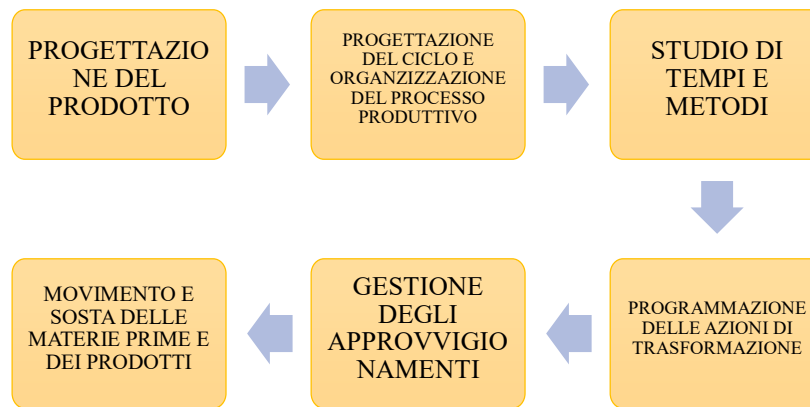 PROGETTAZIO
NE DEL
PRODOTTO
PROGETTAZIONE
DEL CICLO E
ORGANZIZZAZIONE
DEL PROCESSO
PRODUTTIVO
STUDIO DI
TEMPI E
METODI
PROGRAMMAZIONE
DELLE AZIONI DI
TRASFORMAZIONE
GESTIONE
DEGLI
APPROVVIGIO
NAMENTI
MOVIMENTO E
SOSTA DELLE
MATERIE PRIME E
DEI PRODOTTI